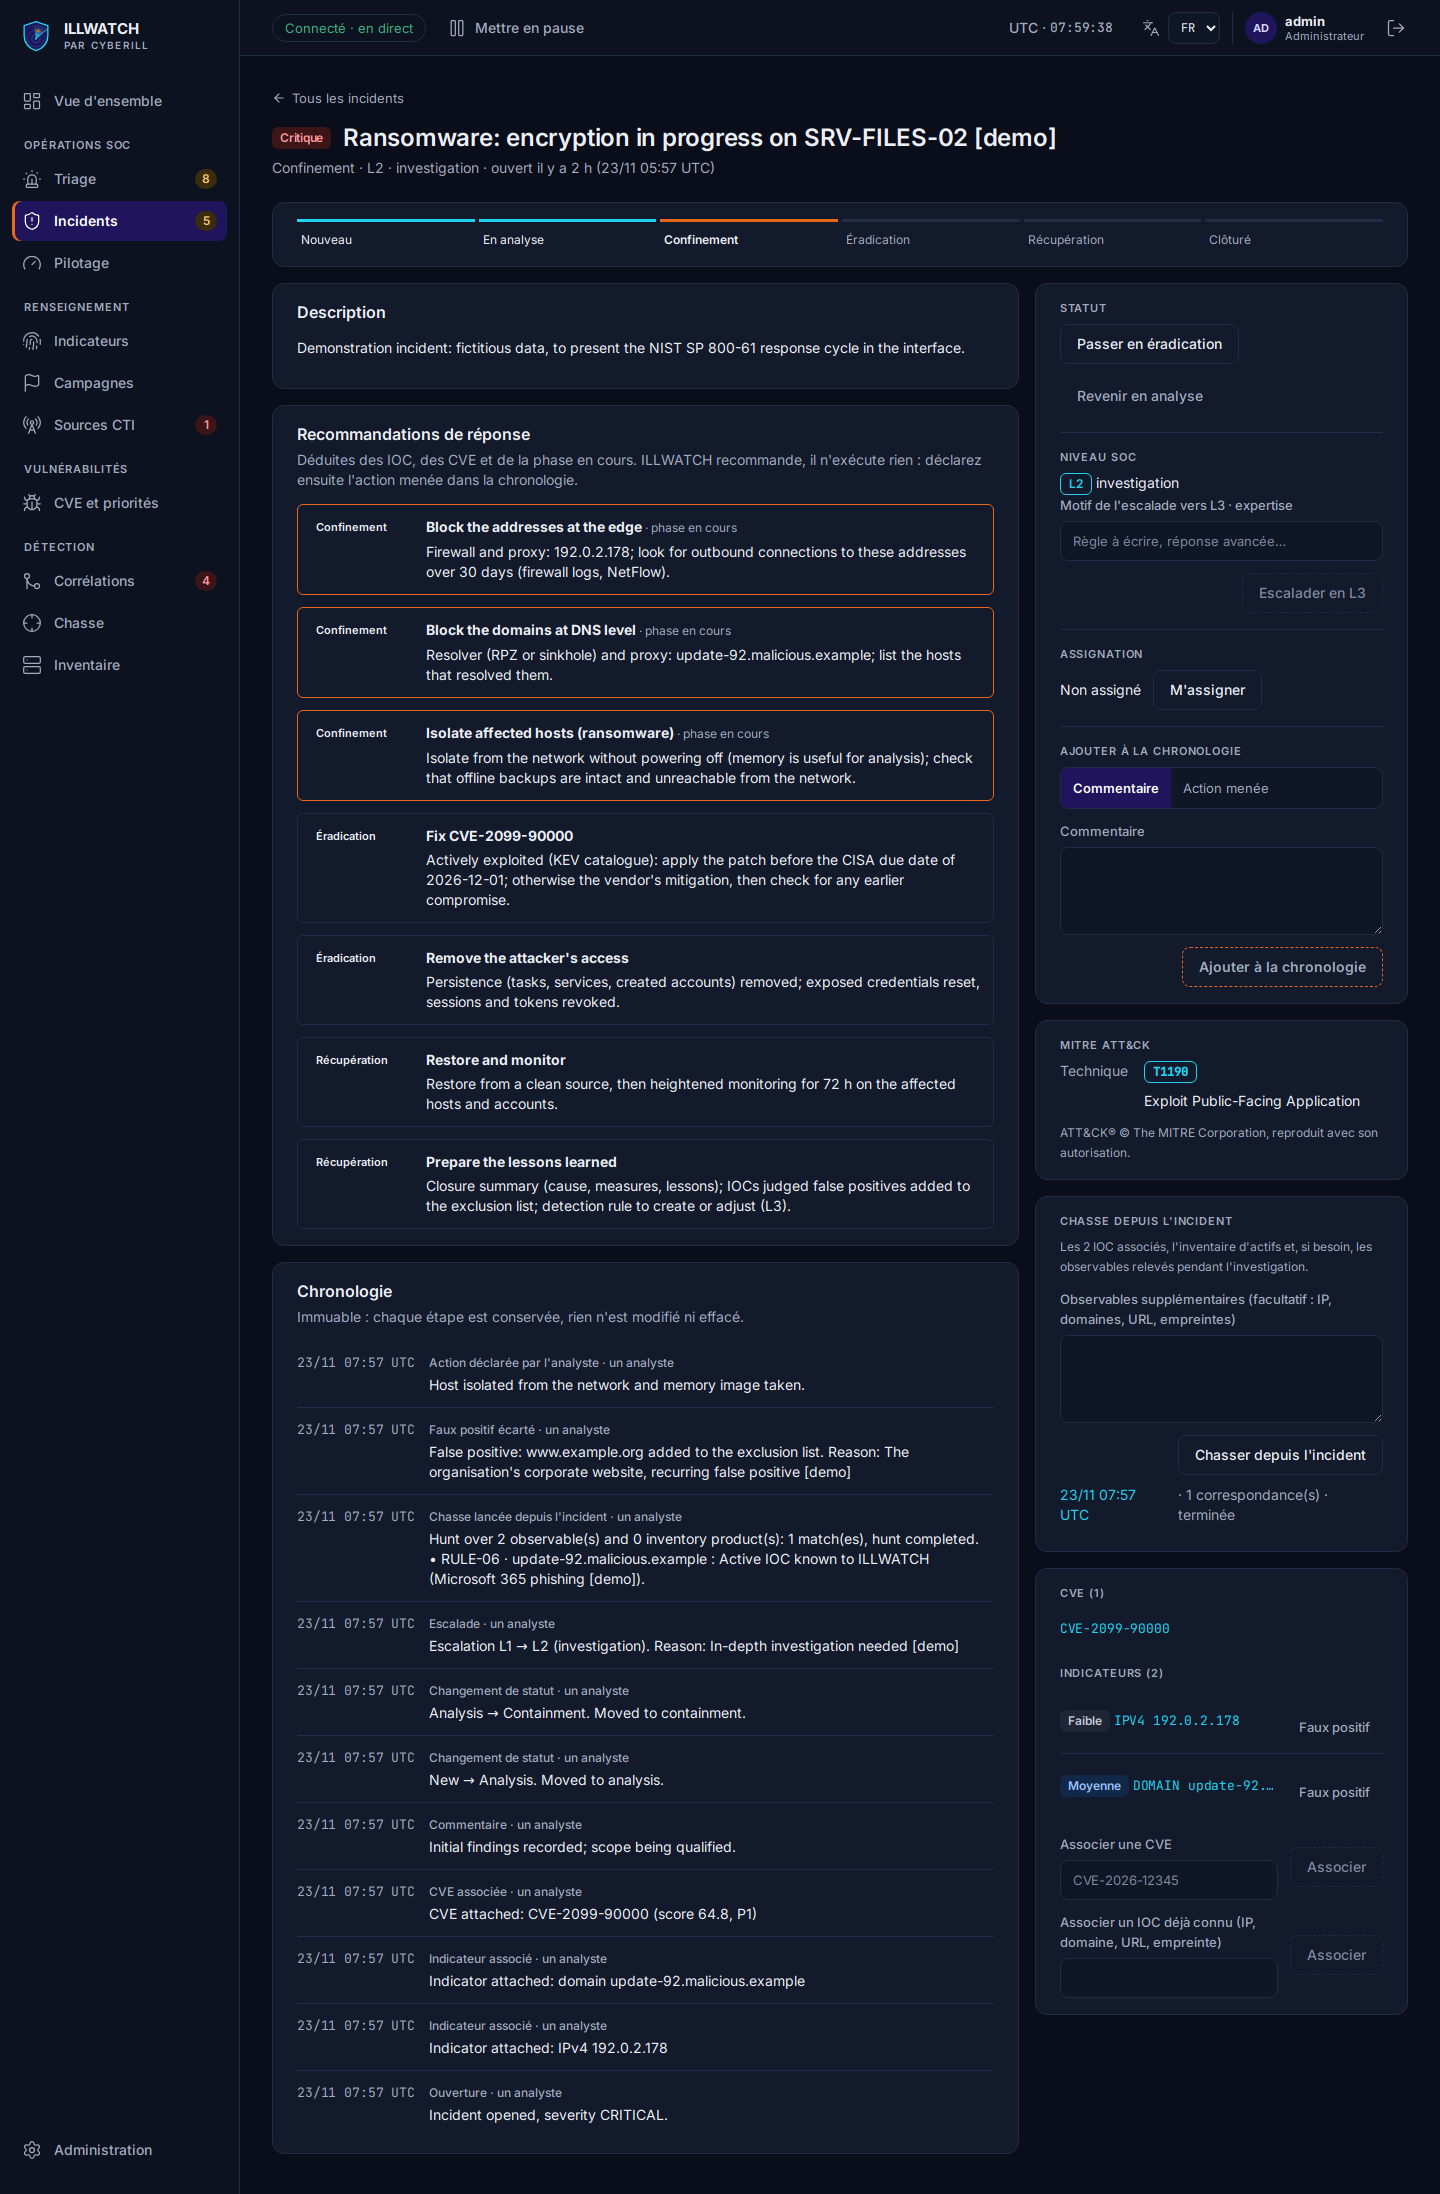 ILLWATCH
PAR CYBERILL
Vue d'ensemble
OPÉRATIONS SOC
Triage
8
Incidents
5
Pilotage
RENSEIGNEMENT
Indicateurs
Campagnes
Sources CTI
1
VULNÉRABILITÉS
CVE et priorités
DÉTECTION
Corrélations
4
Chasse
Inventaire
Administration
Connecté · en direct
Mettre en pause
UTC · 07:59:38
FR
AD
admin
Administrateur
Tous les incidents
Critique
Ransomware: encryption in progress on SRV-FILES-02 [demo]
Confinement · L2 · investigation · ouvert il y a 2 h (23/11 05:57 UTC)
Nouveau
En analyse
Confinement
Éradication
Récupération
Clôturé
Description
Demonstration incident: fictitious data, to present the NIST SP 800-61 response cycle in the interface.
Recommandations de réponse
Déduites des IOC, des CVE et de la phase en cours. ILLWATCH recommande, il n'exécute rien : déclarez
ensuite l'action menée dans la chronologie.
Confinement
Block the addresses at the edge · phase en cours
Firewall and proxy: 192.0.2.178; look for outbound connections to these addresses
over 30 days (firewall logs, NetFlow).
Confinement
Block the domains at DNS level · phase en cours
Resolver (RPZ or sinkhole) and proxy: update-92.malicious.example; list the hosts
that resolved them.
Confinement
Isolate affected hosts (ransomware) · phase en cours
Isolate from the network without powering off (memory is useful for analysis); check
that offline backups are intact and unreachable from the network.
Éradication
Fix CVE-2099-90000
Actively exploited (KEV catalogue): apply the patch before the CISA due date of
2026-12-01; otherwise the vendor's mitigation, then check for any earlier
compromise.
Éradication
Remove the attacker's access
Persistence (tasks, services, created accounts) removed; exposed credentials reset,
sessions and tokens revoked.
Récupération
Restore and monitor
Restore from a clean source, then heightened monitoring for 72 h on the affected
hosts and accounts.
Récupération
Prepare the lessons learned
Closure summary (cause, measures, lessons); IOCs judged false positives added to
the exclusion list; detection rule to create or adjust (L3).
Chronologie
Immuable : chaque étape est conservée, rien n'est modifié ni effacé.
23/11 07:57 UTC
Action déclarée par l'analyste · un analyste
Host isolated from the network and memory image taken.
23/11 07:57 UTC
Faux positif écarté · un analyste
False positive: www.example.org added to the exclusion list. Reason: The
organisation's corporate website, recurring false positive [demo]
23/11 07:57 UTC
Chasse lancée depuis l'incident · un analyste
Hunt over 2 observable(s) and 0 inventory product(s): 1 match(es), hunt completed.
• RULE-06 · update-92.malicious.example : Active IOC known to ILLWATCH
(Microsoft 365 phishing [demo]).
23/11 07:57 UTC
Escalade · un analyste
Escalation L1 → L2 (investigation). Reason: In-depth investigation needed [demo]
23/11 07:57 UTC
Changement de statut · un analyste
Analysis → Containment. Moved to containment.
23/11 07:57 UTC
Changement de statut · un analyste
New → Analysis. Moved to analysis.
23/11 07:57 UTC
Commentaire · un analyste
Initial findings recorded; scope being qualified.
23/11 07:57 UTC
CVE associée · un analyste
CVE attached: CVE-2099-90000 (score 64.8, P1)
23/11 07:57 UTC
Indicateur associé · un analyste
Indicator attached: domain update-92.malicious.example
23/11 07:57 UTC
Indicateur associé · un analyste
Indicator attached: IPv4 192.0.2.178
23/11 07:57 UTC
Ouverture · un analyste
Incident opened, severity CRITICAL.
STATUT
Passer en éradication
Revenir en analyse
NIVEAU SOC
L2 investigation
Motif de l'escalade vers L3 · expertise
Règle à écrire, réponse avancée...
Escalader en L3
ASSIGNATION
Non assigné
M'assigner
AJOUTER À LA CHRONOLOGIE
Commentaire
Action menée
Commentaire
Ajouter à la chronologie
MITRE ATT&CK
Technique
T1190
Exploit Public-Facing Application
ATT&CK® © The MITRE Corporation, reproduit avec son
autorisation.
CHASSE DEPUIS L'INCIDENT
Les 2 IOC associés, l'inventaire d'actifs et, si besoin, les
observables relevés pendant l'investigation.
Observables supplémentaires (facultatif : IP,
domaines, URL, empreintes)
Chasser depuis l'incident
23/11 07:57
UTC
· 1 correspondance(s) ·
terminée
CVE (1)
CVE-2099-90000
INDICATEURS (2)
Faible
IPV4 192.0.2.178
Faux positif
Moyenne
DOMAIN update-92.…
Faux positif
Associer une CVE
CVE-2026-12345
Associer
Associer un IOC déjà connu (IP,
domaine, URL, empreinte)
Associer